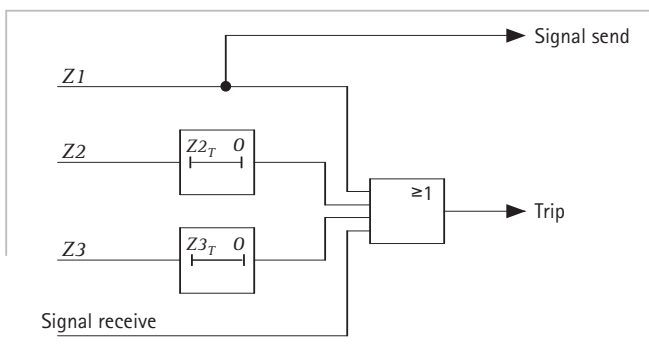 Signal send
Z1
Z2
Z2T 0
≥1
Trip
Z3
Z3T 0
Signal receive